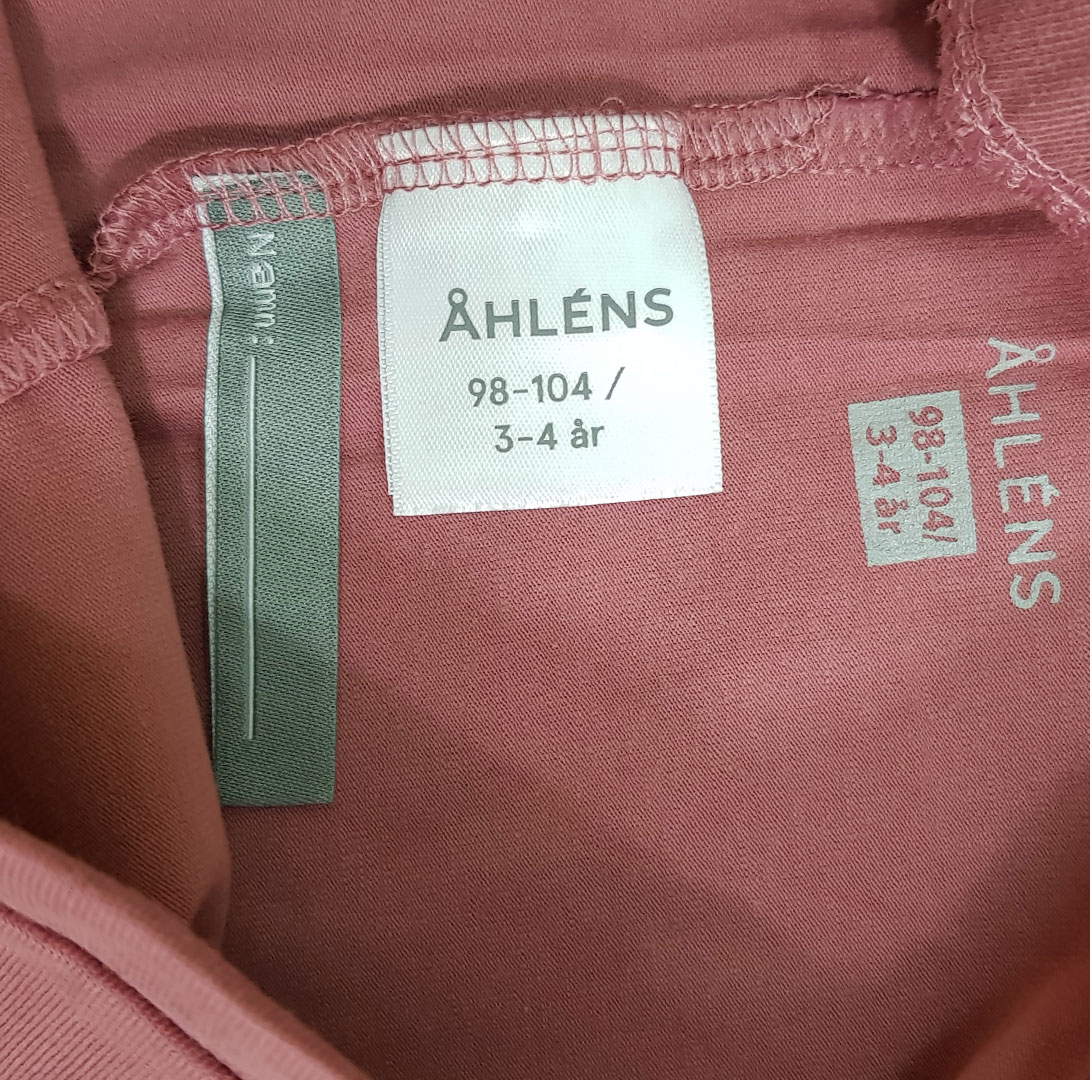 Namn:
ÅHLÉNS
98-104 /
3-4 år
ÅHLÉNS
98-104/
3-4 år